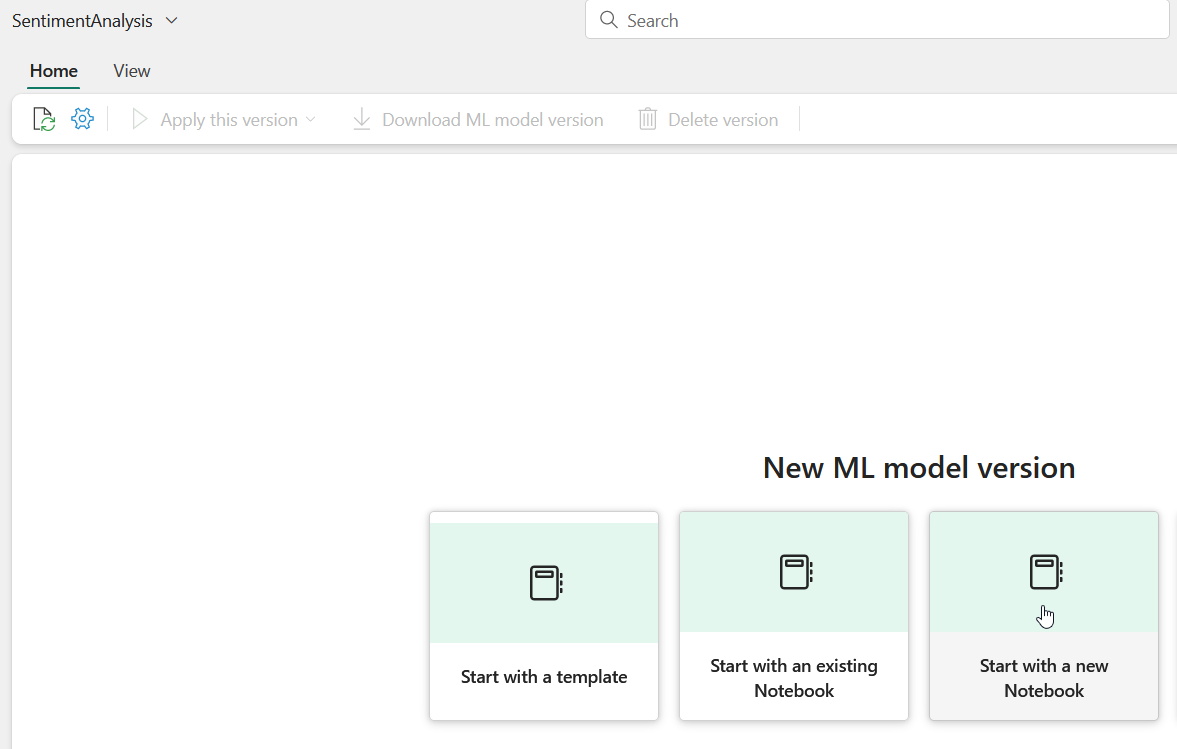 SentimentAnalysis
Search
Home
View
Apply this version
Download ML model version
Delete version
New ML model version
Start with a template
Start with an existing
Notebook
Start with a new
Notebook